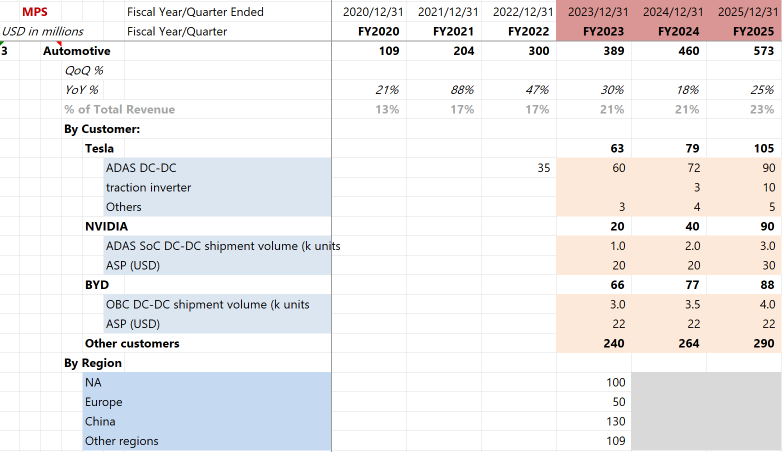 MPS Fiscal Year/Quarter Ended 2020/12/31 2021/12/31 2022/12/31 2023/12/31 2024/12/31 2025/12/31
USD in millions Fiscal Year/Quarter FY2020 FY2021 FY2022 FY2023 FY2024 FY2025
3 Automotive 109 204 300 389 460 573
QoQ %
YoY % 21% 88% 47% 30% 18% 25%
% of Total Revenue 13% 17% 17% 21% 21% 23%
By Customer:
Tesla 63 79 105
ADAS DC-DC 35 60 72 90
traction inverter 3 10
Others 3 4 5
NVIDIA 20 40 90
ADAS SoC DC-DC shipment volume (k units 1.0 2.0 3.0
ASP (USD) 20 20 30
BYD 66 77 88
OBC DC-DC shipment volume (k units 3.0 3.5 4.0
ASP (USD) 22 22 22
Other customers 240 264 290
By Region
NA 100
Europe 50
China 130
Other regions 109